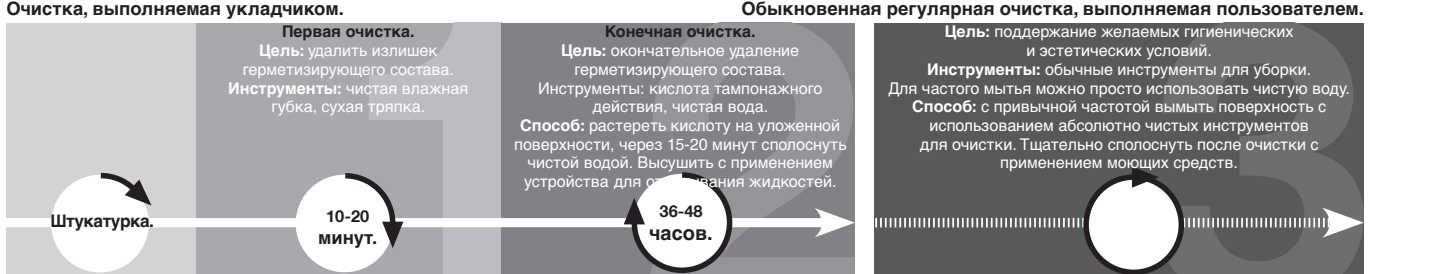 Очистка, выполняемая укладчиком.
Обыкновенная регулярная очистка, выполняемая пользователем.
Штукатурка.
1
Первая очистка.
Цель: удалить излишек
герметизирующего состава.
Инструменты: чистая влажная
губка, сухая тряпка.
10-20
минут.
2
Конечная очистка.
Цель: окончательное удаление
герметизирующего состава.
Инструменты: кислота тампонажного
действия, чистая вода.
Способ: растереть кислоту на уложенной
поверхности, через 15-20 минут сполоснуть
чистой водой. Высушить с применением
устройства для жидкостей.
36-48
часов.
3
Цель: поддержание желаемых гигиенических
и эстетических условий.
Инструменты: обычные инструменты для уборки.
Для частого мытья можно просто использовать чистую воду.
Способ: с привычной частотой вымыть поверхность с
использованием абсолютно чистых инструментов
для очистки. Тщательно сполоснуть после очистки с
применением моющих средств.